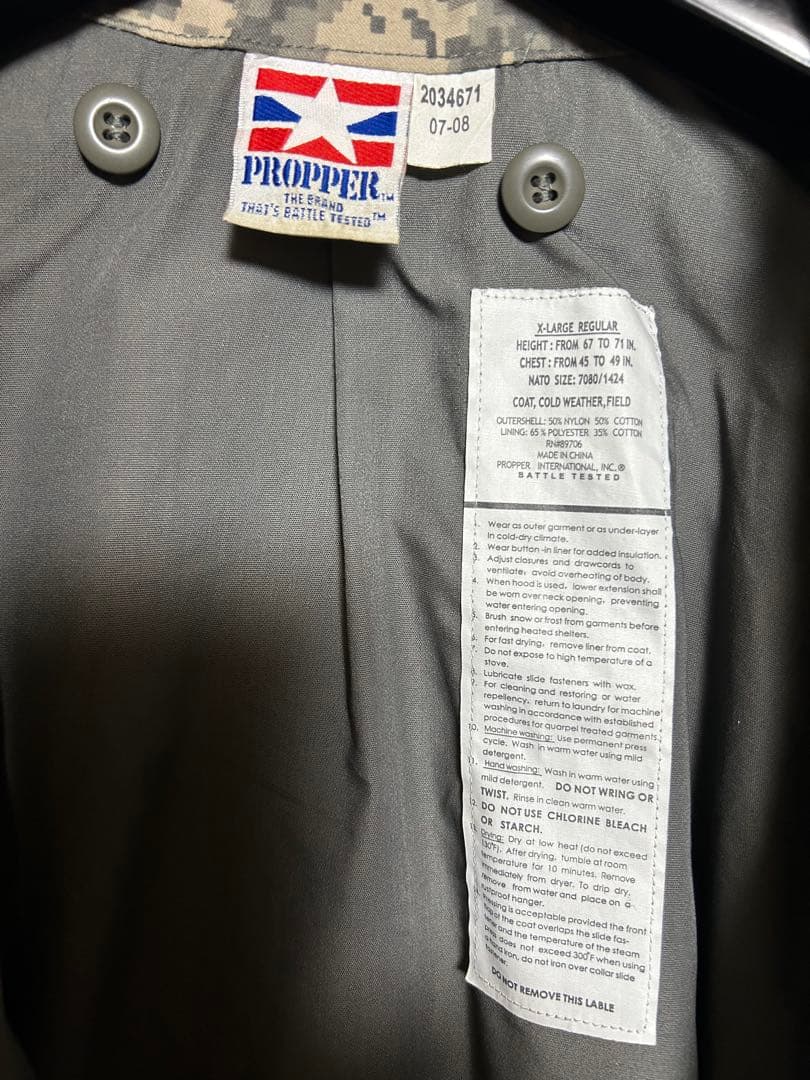 PROPPER™
THE BRAND
THAT'S BATTLE TESTED™
2034671
07-08
X-LARGE REGULAR
HEIGHT: FROM 67 TO 71 IN.
CHEST: FROM 45 TO 49 IN.
NATO SIZE: 7080/1424
COAT, COLD WEATHER, FIELD
OUTERSHELL: 50% NYLON 50% COTTON
LINING: 65% POLYESTER 35% COTTON
RN#89706
MADE IN CHINA
PROPPER INTERNATIONAL, INC.®
BATTLE TESTED
Wear as outer garment or as under-layer
in cold-dry climate.
2. Wear button-in liner for added insulation.
3. Adjust closures and drawcords to
ventilate, avoid overheating of body.
4. When hood is used, lower extension shall
be worn over neck opening, preventing
water entering opening.
5. Brush snow or frost from garments before
entering heated shelters.
6. For fast drying, remove liner from coat.
7. Do not expose to high temperature of a
stove.
8. Lubricate slide fasteners with wax.
9. For cleaning and restoring or water
repellency, return to laundry for machine
washing in accordance with established
procedures for quarpel treated garments.
10. Machine washing: Use permanent press
cycle. Wash in warm water using mild
detergent.
11. Hand washing: Wash in warm water using
mild detergent. DO NOT WRING OR
TWIST. Rinse in clean warm water.
12. DO NOT USE CHLORINE BLEACH
OR STARCH.
Drying: Dry at low heat (do not exceed
130°F). After drying, tumble at room
temperature for 10 minutes. Remove
immediately from dryer. To drip dry,
remove from water and place on a
rustproof hanger.
Pressing is acceptable provided the front
flap of the coat overlaps the slide fas-
tener and the temperature of the steam
press does not exceed 300°F when using
a hand iron, do not iron over collar slide
fastener.
DO NOT REMOVE THIS LABLE